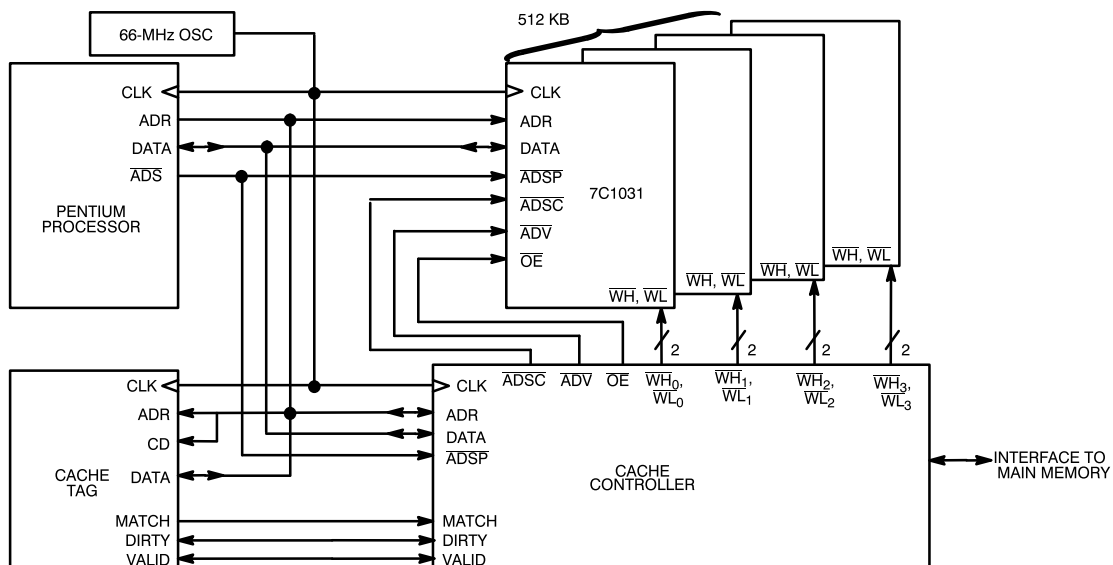 512 KB
66-MHz OSC
CLK
ADR
DATA
ADS
PENTIUM
PROCESSOR
CLK
ADR
DATA
ADSP
ADSC
ADV
OE
7C1031
WH, WL
WH, WL
WH, WL
WH, WL
2
2
2
2
CLK
ADR
CD
DATA
CACHE
TAG
MATCH
DIRTY
VALID
ADSC
ADV
OE
WH0,
WL0
WH1,
WL1
WH2,
WL2
WH3,
WL3
CLK
ADR
DATA
ADSP
CACHE
CONTROLLER
MATCH
DIRTY
VALID
INTERFACE TO
MAIN MEMORY